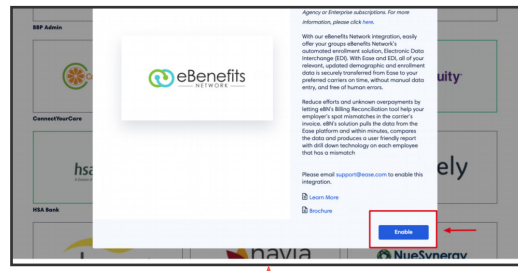 BBP Admin
Agency or Enterprise subscriptions. For more
information, please click here.
With our eBenefits Network integration, easily
offer your groups eBenefits Network's
automated enrollment solution, Electronic Data
Interchange (EDI). With Ease and EDI, all of your
relevant, updated demographic and enrollment
data is securely transferred from Ease to your
preferred carriers on time, without manual data
entry, and free of human errors.
eBenefits
NETWORK
uity
ConnectYourCare
Reduce efforts and unknown overpayments by
letting eBN's Billing Reconciliation tool help your
employer's spot mismatches in the carrier's
invoice. eBN's solution pulls the data from the
Ease platform and within minutes, compares
the data and produces a user friendly report
with drill down technology on each employee
that has a mismatch
hsa
ely
Please email support@ease.com to enable this
integration.
Learn More
Brochure
HSA Bank
Enable
navia
NueSynergy